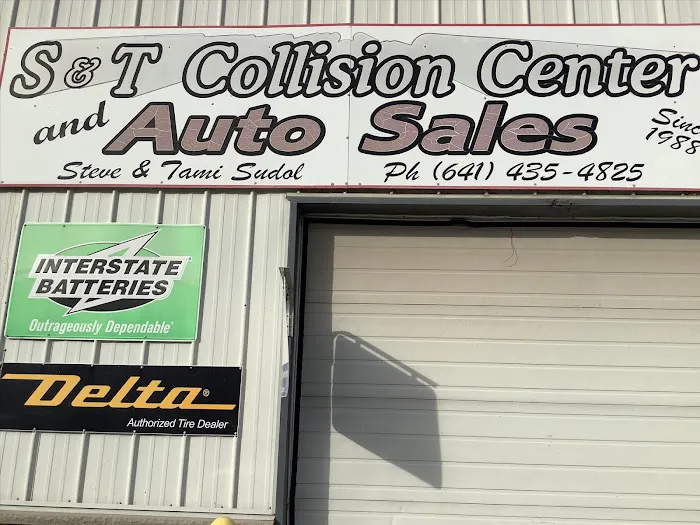 S & T Collision Center
and Auto Sales
Since 1988
Steve & Tami Sudol Ph (641) 435-4825
INTERSTATE
BATTERIES
Outrageously Dependable®
Delta®
Authorized Tire Dealer